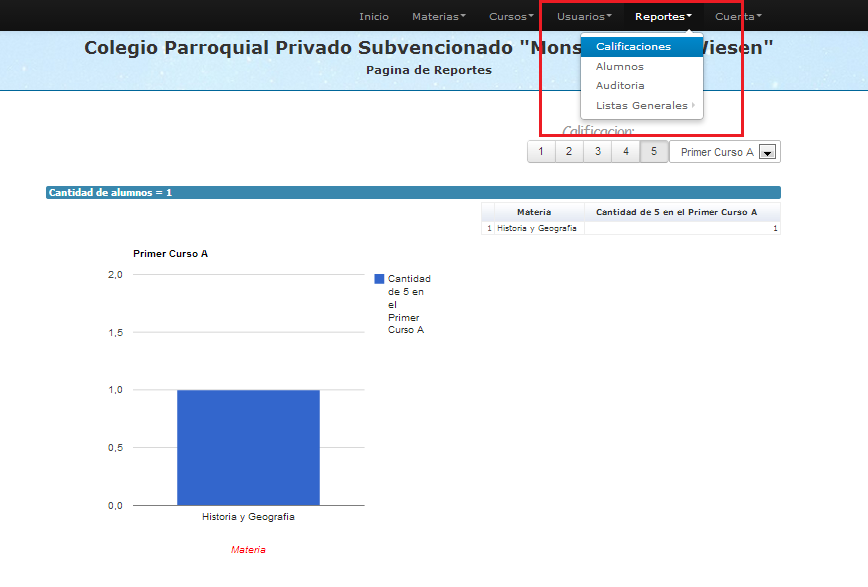 Inicio Materias Cursos Usuarios Reportes Cuenta
Colegio Parroquial Privado Subvencionado "Mons Wiesen"
Pagina de Reportes
Calificaciones
Alumnos
Auditoria
Listas Generales
Calificacion:
1 2 3 4 5 Primer Curso A
Cantidad de alumnos = 1
Materia Cantidad de 5 en el Primer Curso A
1 Historia y Geografía 1
Primer Curso A
2,0
1,5
1,0
0,5
0,0
Cantidad
de 5 en
el
Primer
Curso A
Historia y Geografía
Materia